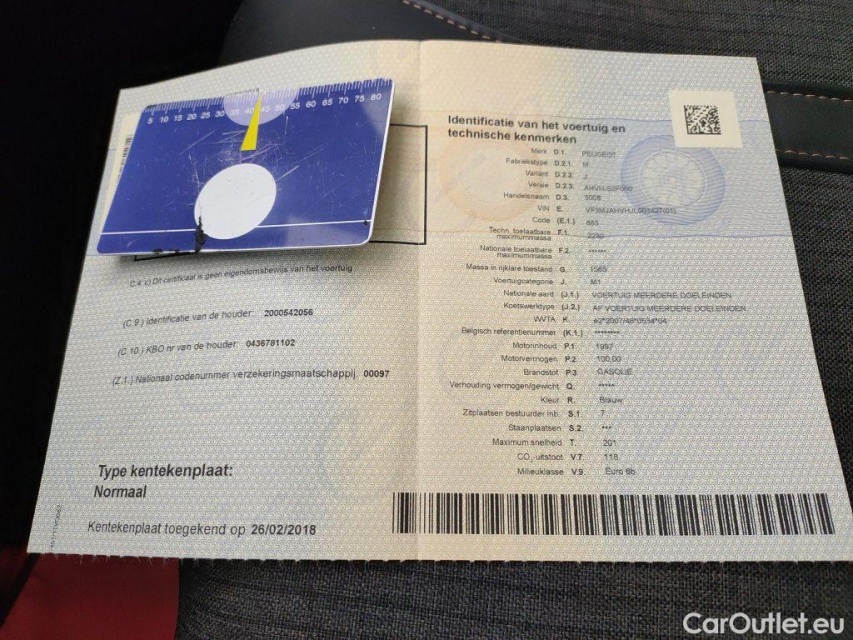 5 10 15 20 25 30 35 40 45 50 55 60 65 70 75 80
C.4. c) Dit certificaat is geen eigendomsbewijs van het voertuig
(C.9.) Identificatie van de houder: 2000542056
(C.10.) KBO nr van de houder: 0436781102
(Z.1.) Nationaal codenummer verzekeringsmaatschappij: 00097
Type kentekenplaat:
Normaal
Kentekenplaat toegekend op 26/02/2018
Identificatie van het voertuig en
technische kenmerken
Merk D.1. PEUGEOT
Fabriekstype D.2.1. M
Variant D.2.2. J
Versie D.2.3.
Handelsnaam D.3. 5008
VIN E.
Code (E.1.) 883
Techn. toelaatbare
maximummassa F.1. 2230
Nationale toelaatbare
maximummassa F.2. ******
Massa in rijklare toestand G. 1565
Voertuigcategorie J. M1
Nationale aard (J.1.) VOERTUIG MEERDERE DOELEINDEN
Koetswerktype (J.2.) AF VOERTUIG MEERDERE DOELEINDEN
WVTA K. e2*2007/46*0534*04
Belgisch referentienummer (K.1.) ********
Motorinhoud P.1. 1997
Motorvermogen P.2. 100,00
Brandstof P.3. GASOLIE
Verhouding vermogen/gewicht Q. *****
Kleur R. Blauw
Zitplaatsen bestuurder inb. S.1. 7
Staanplaatsen S.2. ***
Maximum snelheid T. 201
CO₂-uitstoot V.7. 118
Milieuklasse V.9. Euro 6b
CarOutlet.eu